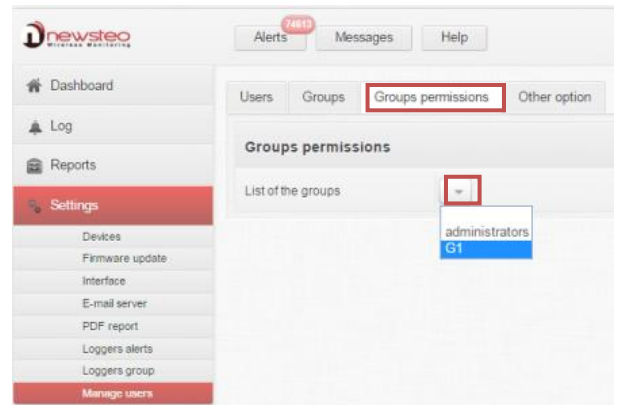 newsteo
Wireless Monitoring
Alerts
74613
Messages
Help
Dashboard
Log
Reports
Settings
Devices
Firmware update
Interface
E-mail server
PDF report
Loggers alerts
Loggers group
Manage users
Users
Groups
Groups permissions
Other option
Groups permissions
List of the groups
administrators
G1